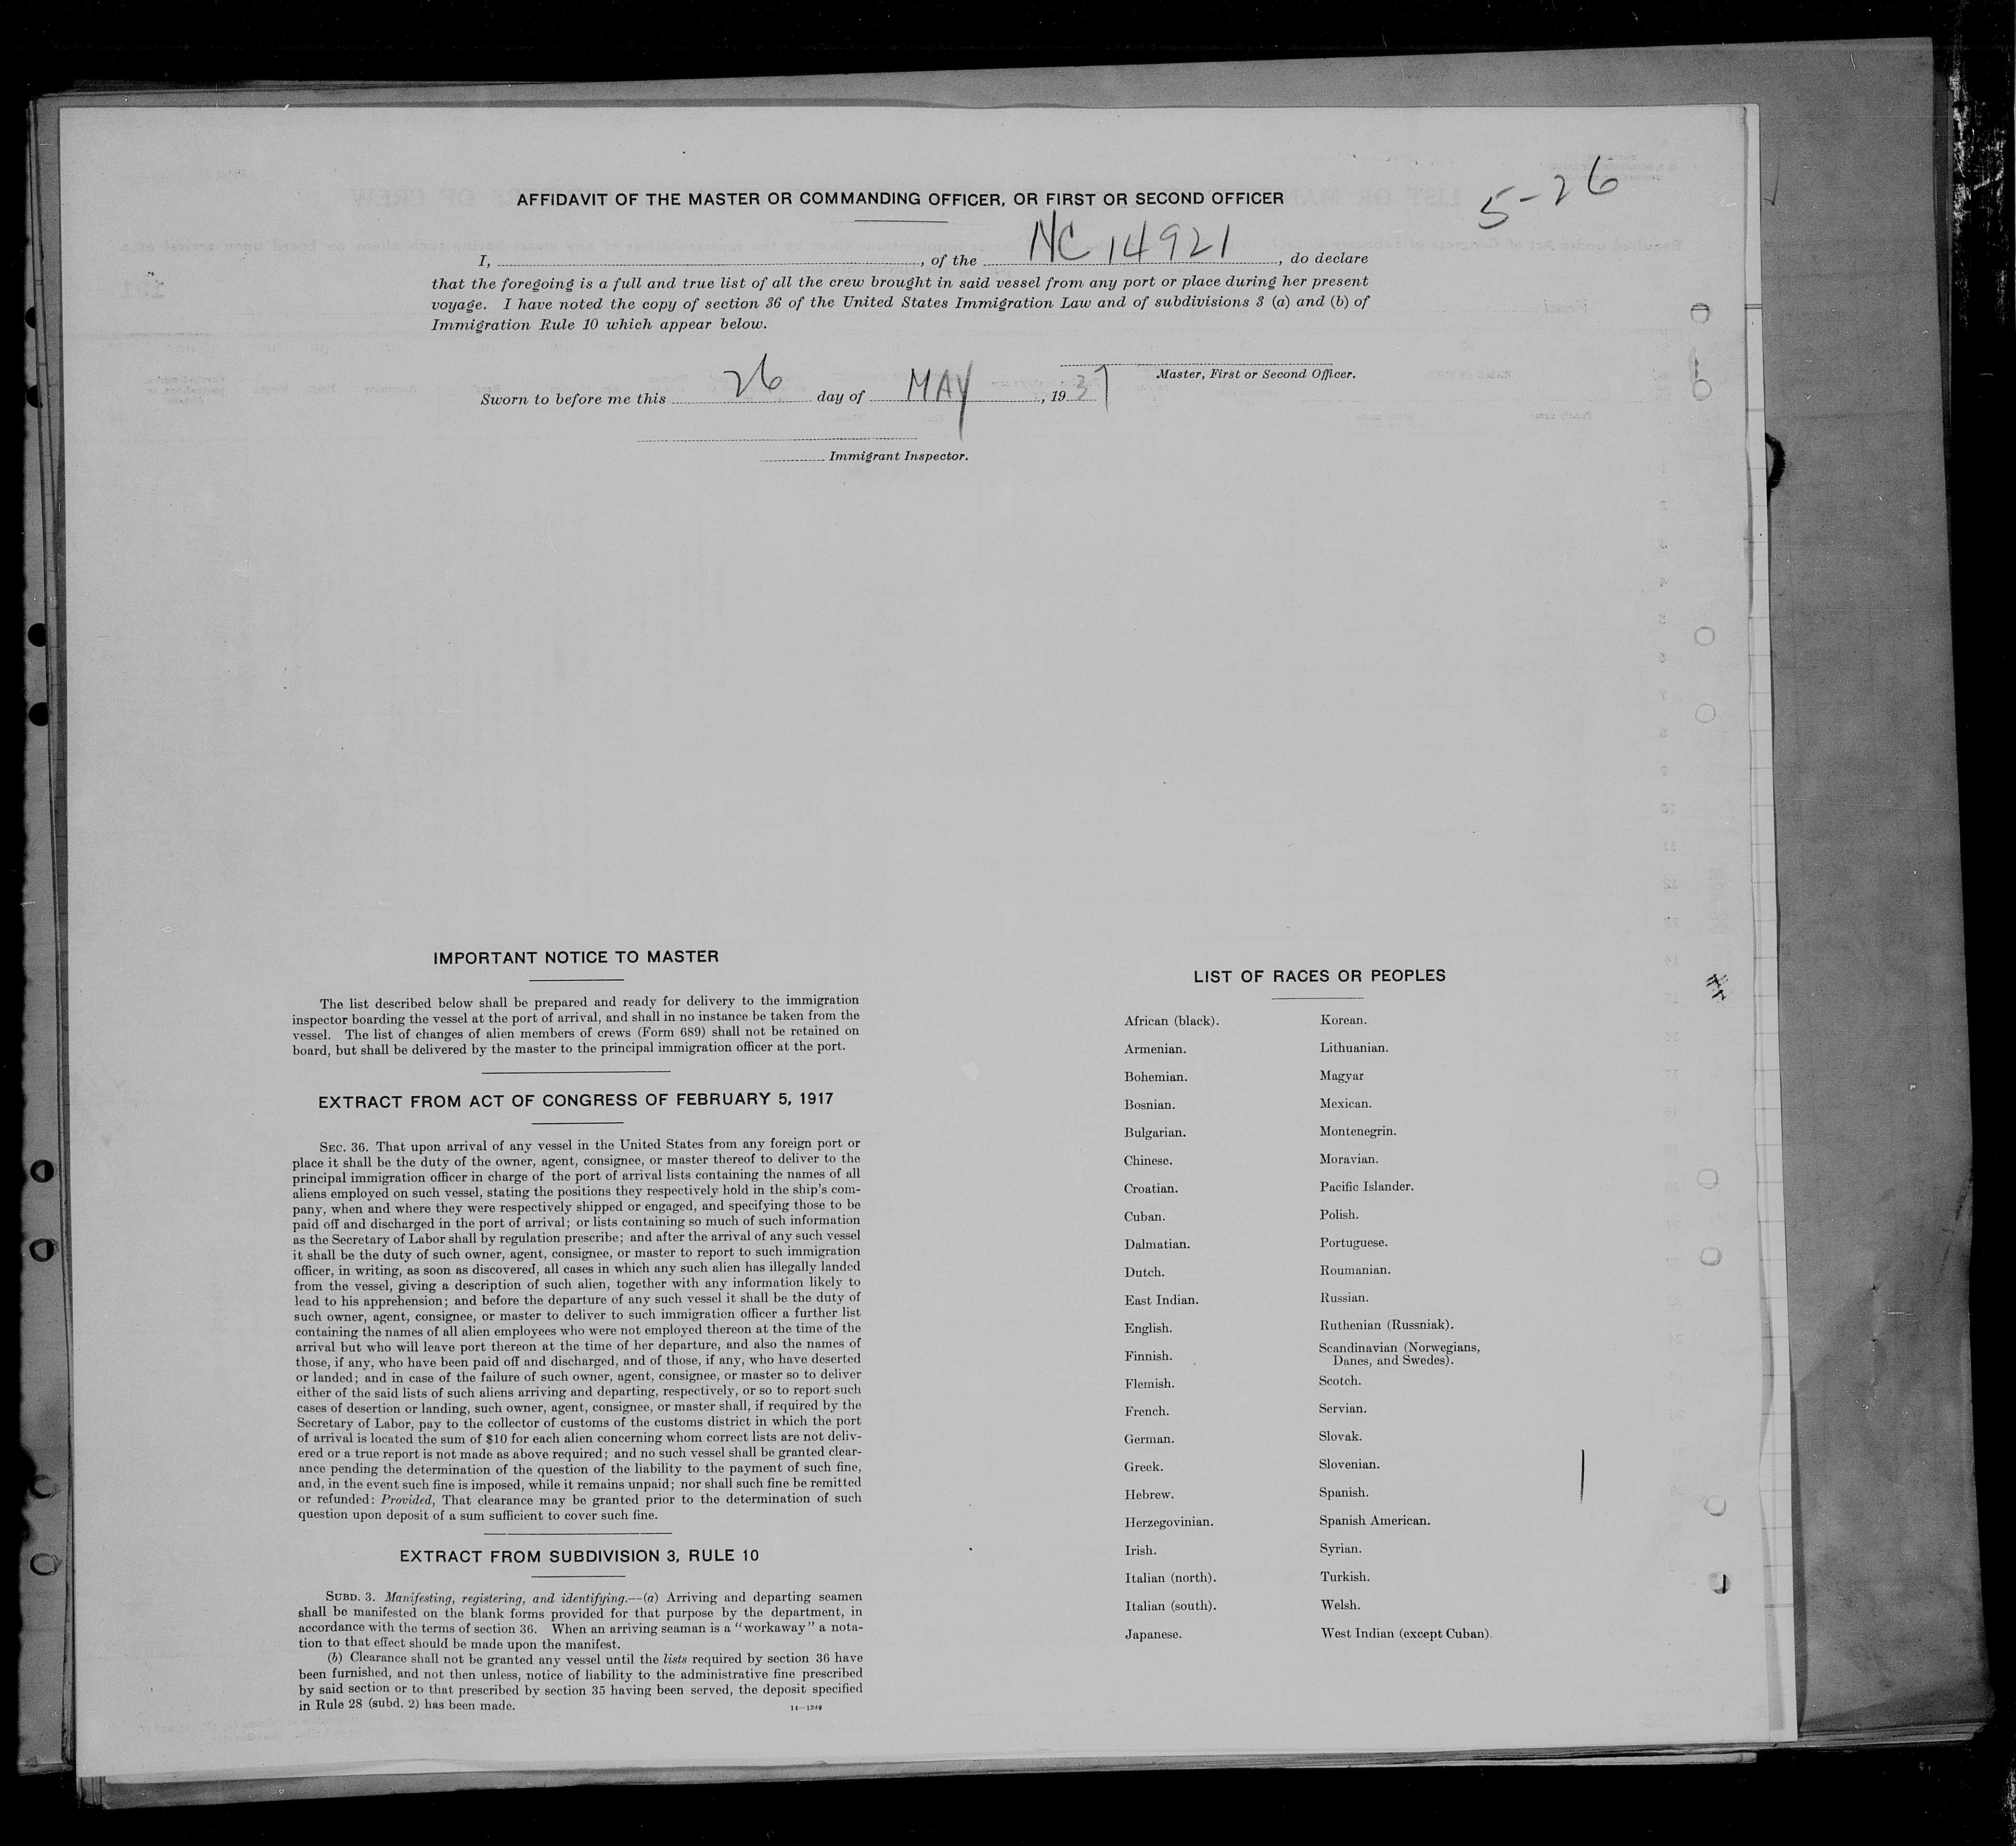 5-26
AFFIDAVIT OF THE MASTER OR COMMANDING OFFICER, OR FIRST OR SECOND OFFICER
I, , of the NC 14921, do declare
that the foregoing is a full and true list of all the crew brought in said vessel from any port or place during her present
voyage. I have noted the copy of section 36 of the United States Immigration Law and of subdivisions 3 (a) and (b) of
Immigration Rule 10 which appear below.
Master, First or Second Officer.
Sworn to before me this 26 day of MAY, 1937
Immigrant Inspector.
IMPORTANT NOTICE TO MASTER
The list described below shall be prepared and ready for delivery to the immigration
inspector boarding the vessel at the port of arrival, and shall in no instance be taken from the
vessel. The list of changes of alien members of crews (Form 689) shall not be retained on
board, but shall be delivered by the master to the principal immigration officer at the port.
EXTRACT FROM ACT OF CONGRESS OF FEBRUARY 5, 1917
SEC. 36. That upon arrival of any vessel in the United States from any foreign port or
place it shall be the duty of the owner, agent, consignee, or master thereof to deliver to the
principal immigration officer in charge of the port of arrival lists containing the names of all
aliens employed on such vessel, stating the positions they respectively hold in the ship's com-
pany, when and where they were respectively shipped or engaged, and specifying those to be
paid off and discharged in the port of arrival; or lists containing so much of such information
as the Secretary of Labor shall by regulation prescribe; and after the arrival of any such vessel
it shall be the duty of such owner, agent, consignee, or master to report to such immigration
officer, in writing, as soon as discovered, all cases in which any such alien has illegally landed
from the vessel, giving a description of such alien, together with any information likely to
lead to his apprehension; and before the departure of any such vessel it shall be the duty of
such owner, agent, consignee, or master to deliver to such immigration officer a further list
containing the names of all alien employees who were not employed thereon at the time of the
arrival but who will leave port thereon at the time of her departure, and also the names of
those, if any, who have been paid off and discharged, and of those, if any, who have deserted
or landed; and in case of the failure of such owner, agent, consignee, or master so to deliver
either of the said lists of such aliens arriving and departing, respectively, or so to report such
cases of desertion or landing, such owner, agent, consignee, or master shall, if required by the
Secretary of Labor, pay to the collector of customs of the customs district in which the port
of arrival is located the sum of $10 for each alien concerning whom correct lists are not deliv-
ered or a true report is not made as above required; and no such vessel shall be granted clear-
ance pending the determination of the question of the liability to the payment of such fine,
and, in the event such fine is imposed, while it remains unpaid; nor shall such fine be remitted
or refunded: Provided, That clearance may be granted prior to the determination of such
question upon deposit of a sum sufficient to cover such fine.
EXTRACT FROM SUBDIVISION 3, RULE 10
SUBD. 3. Manifesting, registering, and identifying.—(a) Arriving and departing seamen
shall be manifested on the blank forms provided for that purpose by the department, in
accordance with the terms of section 36. When an arriving seaman is a "workaway" a nota-
tion to that effect should be made upon the manifest.
(b) Clearance shall not be granted any vessel until the lists required by section 36 have
been furnished, and not then unless, notice of liability to the administrative fine prescribed
by said section or to that prescribed by section 35 having been served, the deposit specified
in Rule 28 (subd. 2) has been made.
14—1249
LIST OF RACES OR PEOPLES
African (black).
Armenian.
Bohemian.
Bosnian.
Bulgarian.
Chinese.
Croatian.
Cuban.
Dalmatian.
Dutch.
East Indian.
English.
Finnish.
Flemish.
French.
German.
Greek.
Hebrew.
Herzegovinian.
Irish.
Italian (north).
Italian (south).
Japanese.
Korean.
Lithuanian.
Magyar
Mexican.
Montenegrin.
Moravian.
Pacific Islander.
Polish.
Portuguese.
Roumanian.
Russian.
Ruthenian (Russniak).
Scandinavian (Norwegians,
Danes, and Swedes).
Scotch.
Servian.
Slovak.
Slovenian.
Spanish.
Spanish American.
Syrian.
Turkish.
Welsh.
West Indian (except Cuban).